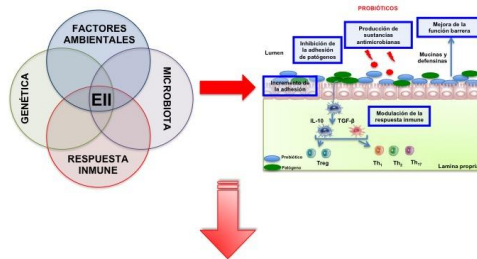 FACTORES
AMBIENTALES
GENÉTICA
EII
MICROBIOTA
RESPUESTA
INMUNE
PROBIÓTICOS
Lumen
Inhibición de
la adhesión de
patógenos
Producción de
sustancias
antimicrobianas
Mejora de la
función barrera
Mucinas y
defensinas
Incremento de
la adhesión
Modulación de la
respuesta inmune
IL-10
TGF-β
Probiótico
Patógeno
Treg
Th1
Th2
Th17
Lamina propria